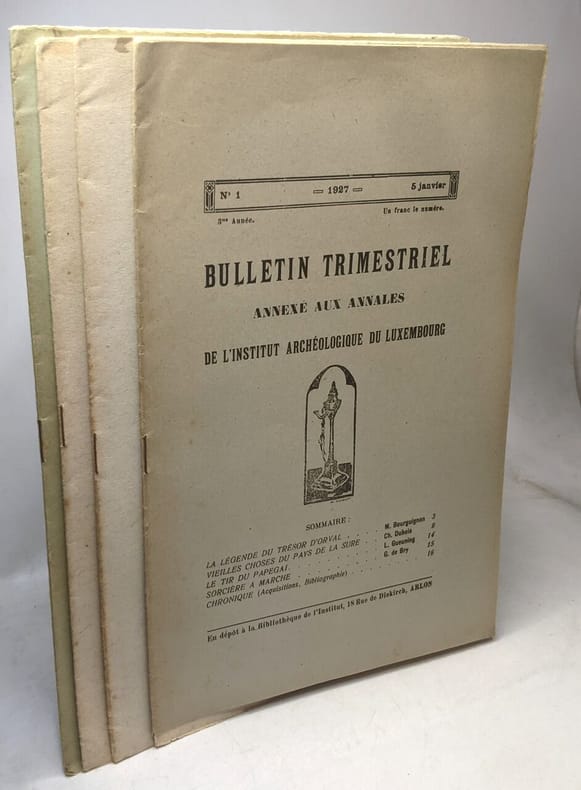 N° 1 — 1927 — 5 janvier
3me Année. Un franc le numéro.
BULLETIN TRIMESTRIEL
ANNEXÉ AUX ANNALES
DE L'INSTITUT ARCHÉOLOGIQUE DU LUXEMBOURG
SOMMAIRE :
LA LÉGENDE DU TRÉSOR D'ORVAL . . . . M. Bourguignon 3
VIEILLES CHOSES DU PAYS DE LA SURE . . Ch. Dubois 8
LE TIR DU PAPEGAI. . . . . . . L. Gueuning 14
SORCIÈRE A MARCHE . . . . . . G. de Bry 15
CHRONIQUE (Acquisitions, Bibliographie) . . . . 16
En dépôt à la Bibliothèque de l'Institut, 18 Rue de Diekirch, ARLON